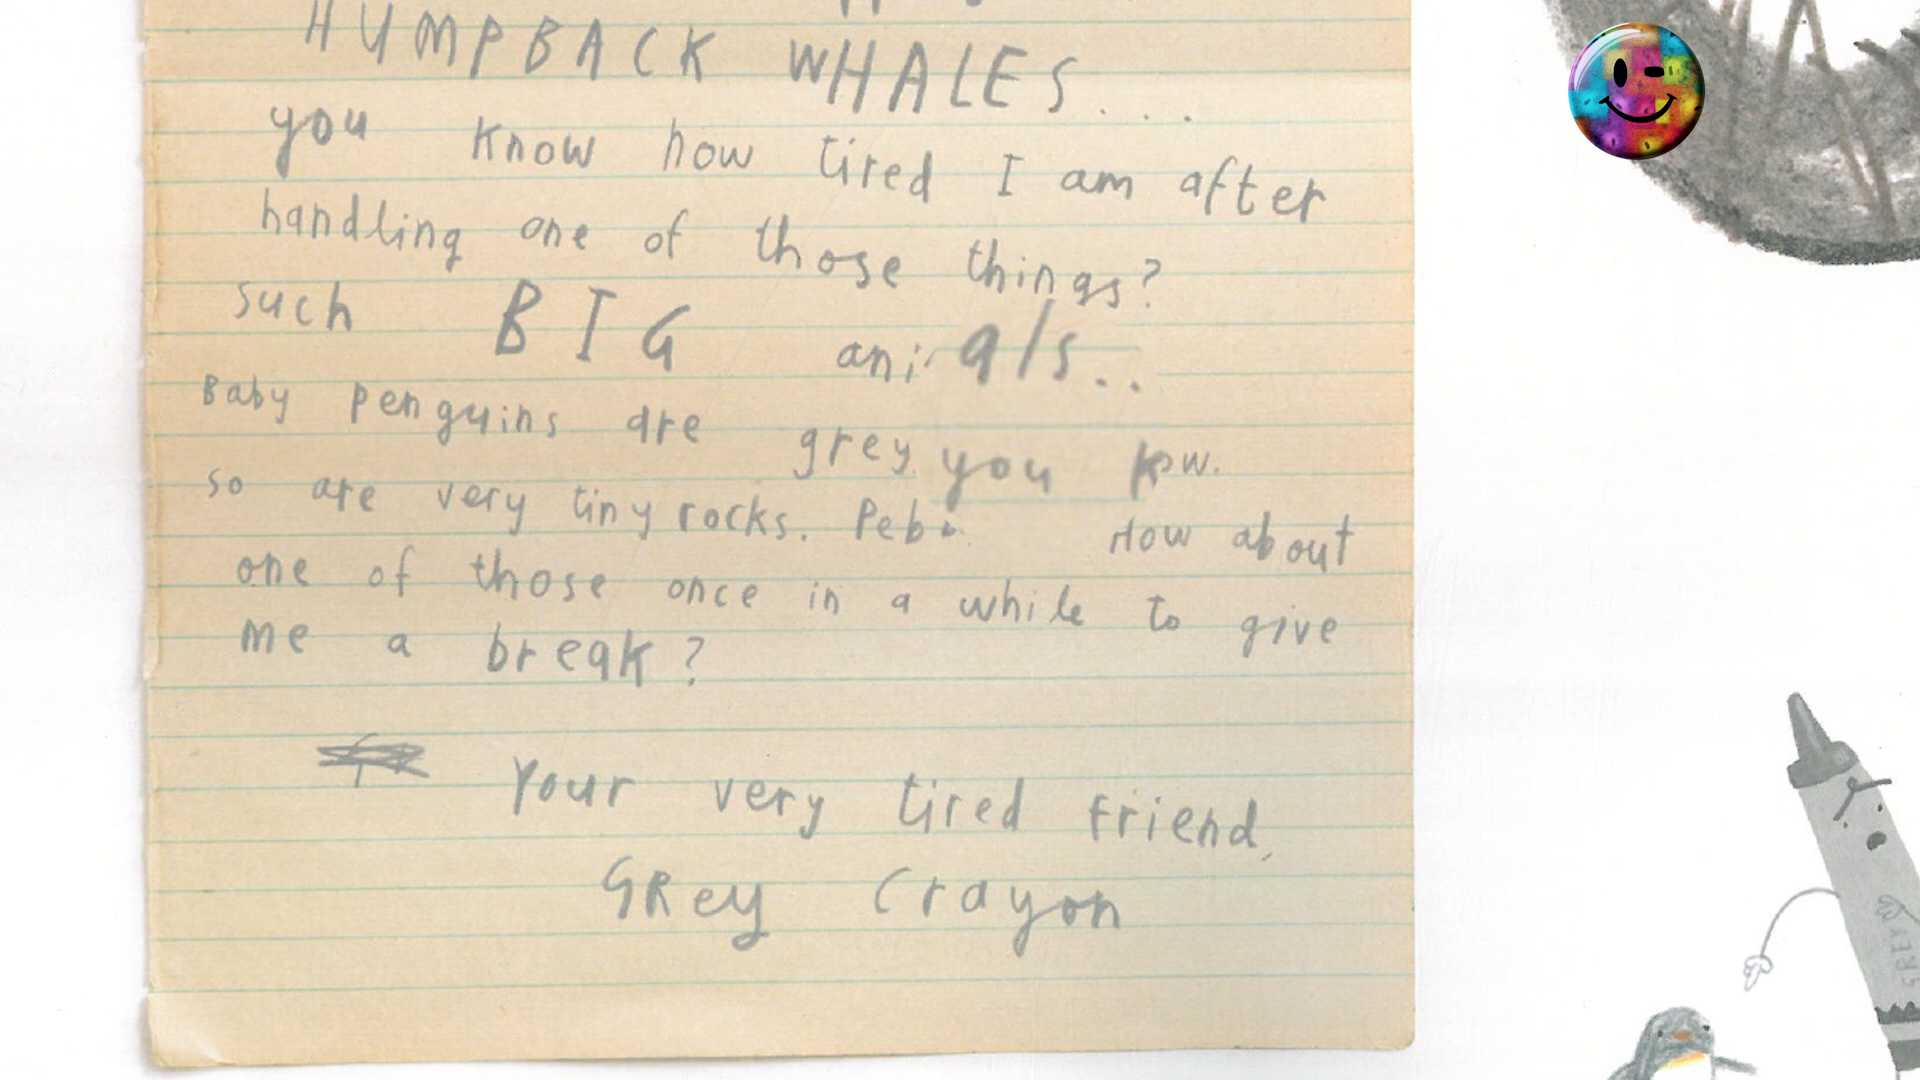 HUMPBACK WHALES....
you know how tired I am after
handling one of those things?
such BIG ani als..
Baby penguins are grey you k ow.
so are very tiny rocks. Peb How about
one of those once in a while to give
me a break?
Your very tired friend,
GRey Crayon
GREY